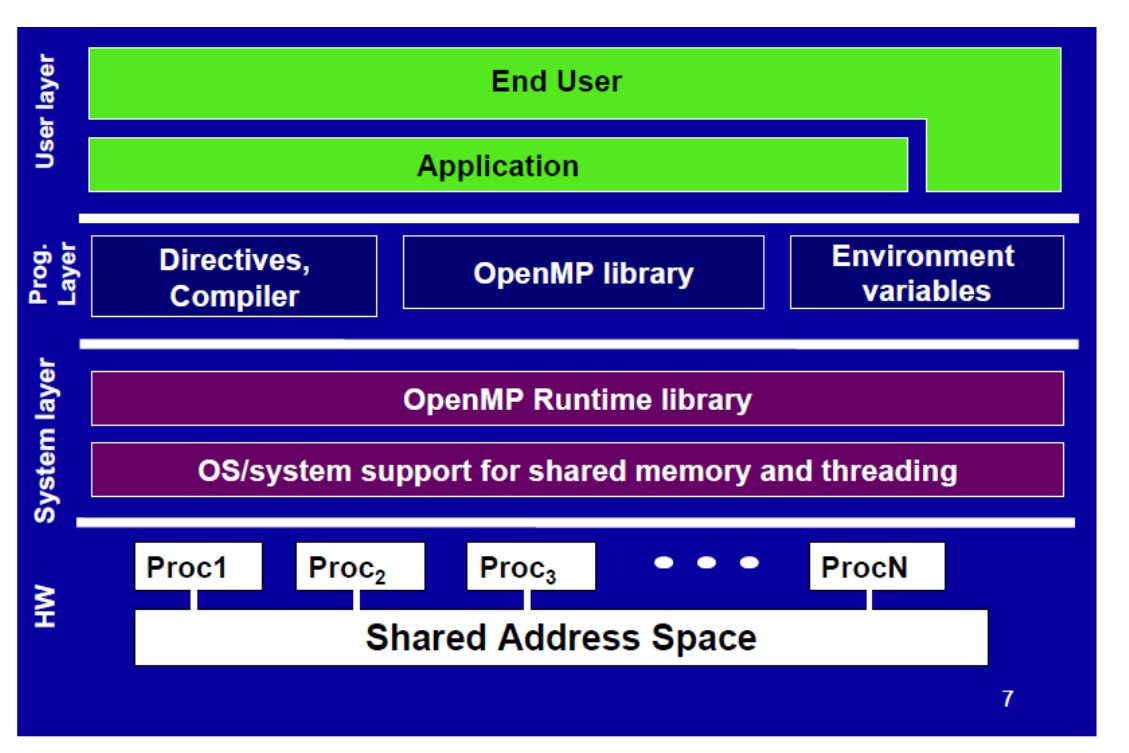 User layer
End User
Application
Prog.
Layer
Directives,
Compiler
OpenMP library
Environment
variables
System layer
OpenMP Runtime library
OS/system support for shared memory and threading
HW
Proc1
Proc₂
Proc₃
• • •
ProcN
Shared Address Space
7